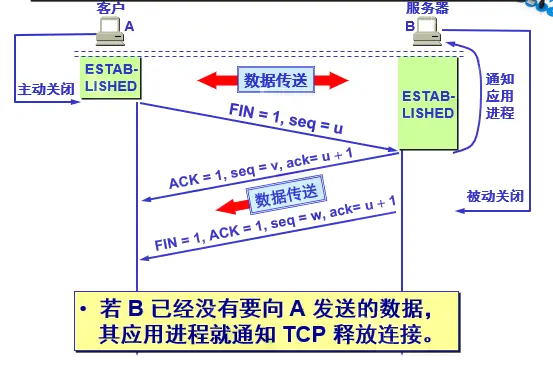 客户
A
服务器
B
主动关闭
ESTAB-
LISHED
数据传送
ESTAB-
LISHED
通知
应用
进程
FIN = 1, seq = u
ACK = 1, seq = v, ack= u + 1
数据传送
被动关闭
FIN = 1, ACK = 1, seq = w, ack= u + 1
• 若 B 已经没有要向 A 发送的数据，
其应用进程就通知 TCP 释放连接。